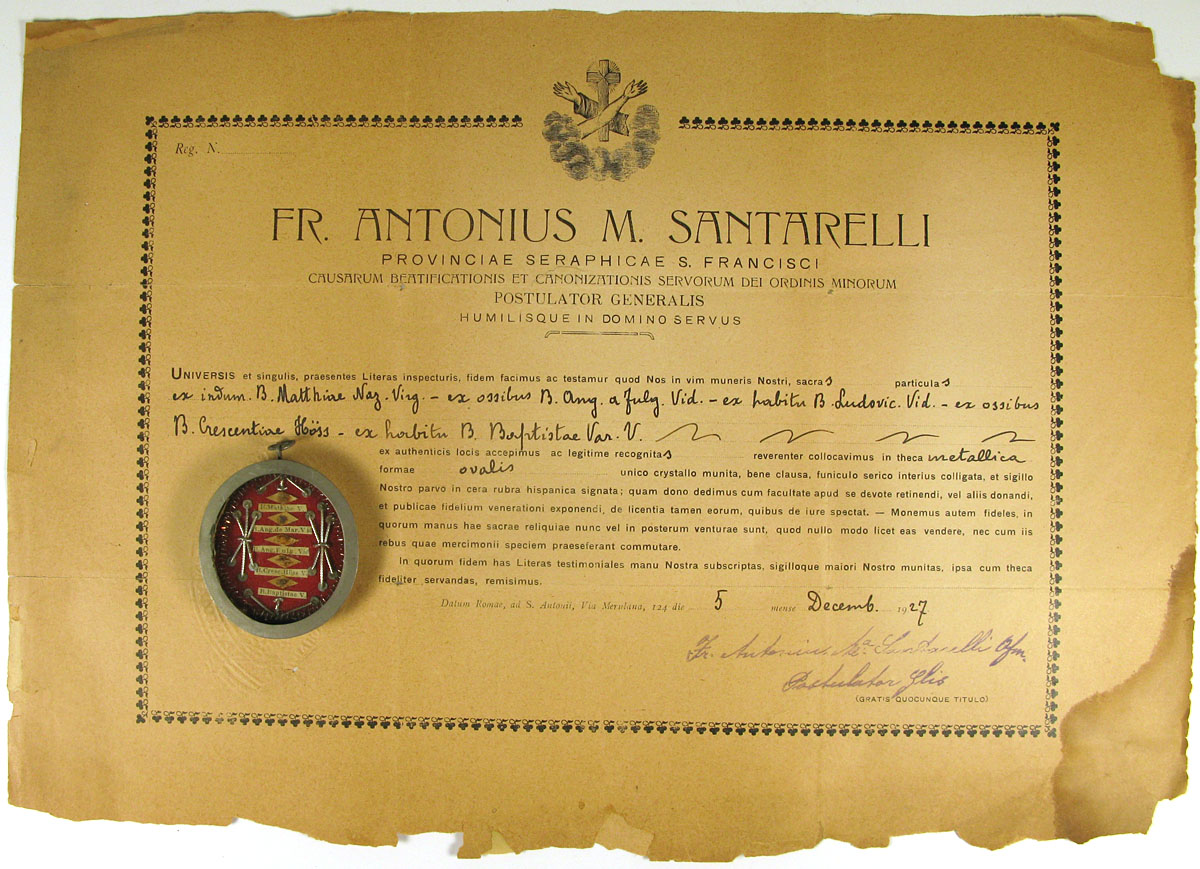 Reg. N.
FR. ANTONIUS M. SANTARELLI
PROVINCIAE SERAPHICAE S. FRANCISCI
CAUSARUM BEATIFICATIONIS ET CANONIZATIONIS SERVORUM DEI ORDINIS MINORUM
POSTULATOR GENERALIS
HUMILISQUE IN DOMINO SERVUS
UNIVERSIS et singulis, praesentes Literas inspecturis, fidem facimus ac testamur quod Nos in vim muneris Nostri, sacras particulas
ex indum. B. Matthiae Naz. Virg. - ex ossibus B. Ang. a Fulg. Vid. - ex habitu B. Ludovic. Vid. - ex ossibus
B. Crescentiae Höss - ex habitu B. Baptistae Var. V.
ex authenticis locis accepimus ac legitime recognitas reverenter collocavimus in theca metallica
formae ovalis unico crystallo munita, bene clausa, funiculo serico interius colligata, et sigillo
Nostro parvo in cera rubra hispanica signata; quam dono dedimus cum facultate apud se devote retinendi, vel aliis donandi,
et publicae fidelium venerationi exponendi, de licentia tamen eorum, quibus de iure spectat. — Monemus autem fideles, in
quorum manus hae sacrae reliquiae nunc vel in posterum venturae sunt, quod nullo modo licet eas vendere, nec cum iis
rebus quae mercimonii speciem praeseferant commutare.
In quorum fidem has Literas testimoniales manu Nostra subscriptas, sigilloque maiori Nostro munitas, ipsa cum theca
fideliter servandas, remisimus.
Datum Romae, ad S. Antonii, Via Merulana, 124 die 5 mense Decemb. 1927
Fr. Antonius Ma. Santarelli Ofm.
Postulator Glis
(GRATIS QUOCUNQUE TITULO)
B. Ang. Fulg. Vid
B. Baptistae V.